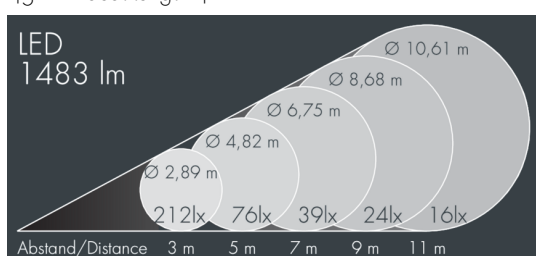 LED
1483 lm
Ø 10,61 m
Ø 8,68 m
Ø 6,75 m
Ø 4,82 m
Ø 2,89 m
212lx 76lx 39lx 24lx 16lx
Abstand/Distance 3 m 5 m 7 m 9 m 11 m